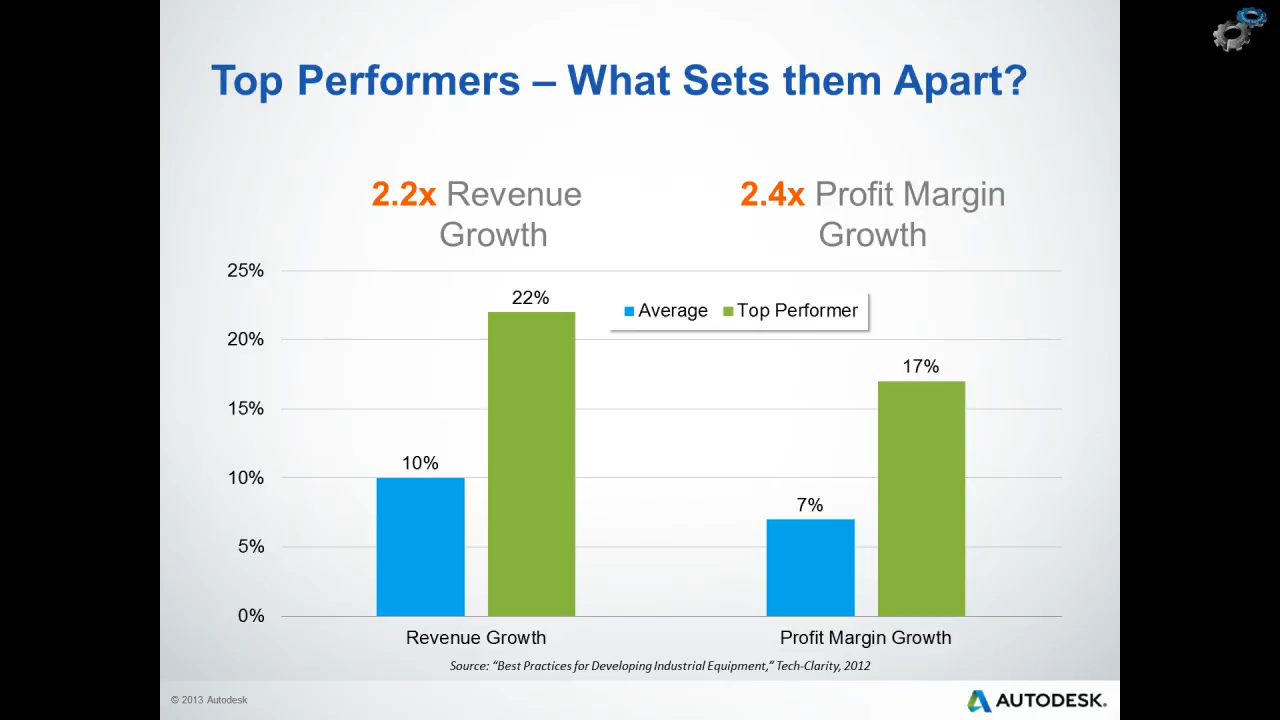 Top Performers – What Sets them Apart?
2.2x Revenue
Growth
2.4x Profit Margin
Growth
25%
20%
15%
10%
5%
0%
22%
10%
17%
7%
Average
Top Performer
Revenue Growth
Profit Margin Growth
Source: “Best Practices for Developing Industrial Equipment,” Tech-Clarity, 2012
© 2013 Autodesk
AUTODESK.